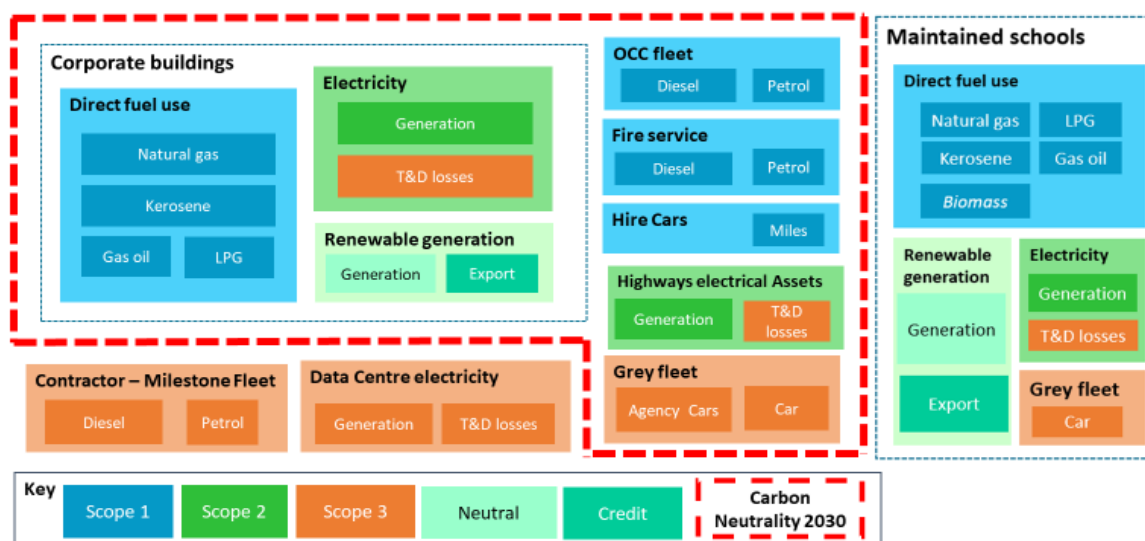 Corporate buildings
Direct fuel use
Natural gas
Kerosene
Gas oil
LPG
Electricity
Generation
T&D losses
Renewable generation
Generation
Export
OCC fleet
Diesel
Petrol
Fire service
Diesel
Petrol
Hire Cars
Miles
Highways electrical Assets
Generation
T&D
losses
Grey fleet
Agency Cars
Car
Contractor – Milestone Fleet
Diesel
Petrol
Data Centre electricity
Generation
T&D losses
Maintained schools
Direct fuel use
Natural gas
LPG
Kerosene
Gas oil
Biomass
Renewable
generation
Generation
Export
Electricity
Generation
T&D losses
Grey fleet
Car
Key
Scope 1
Scope 2
Scope 3
Neutral
Credit
Carbon
Neutrality 2030